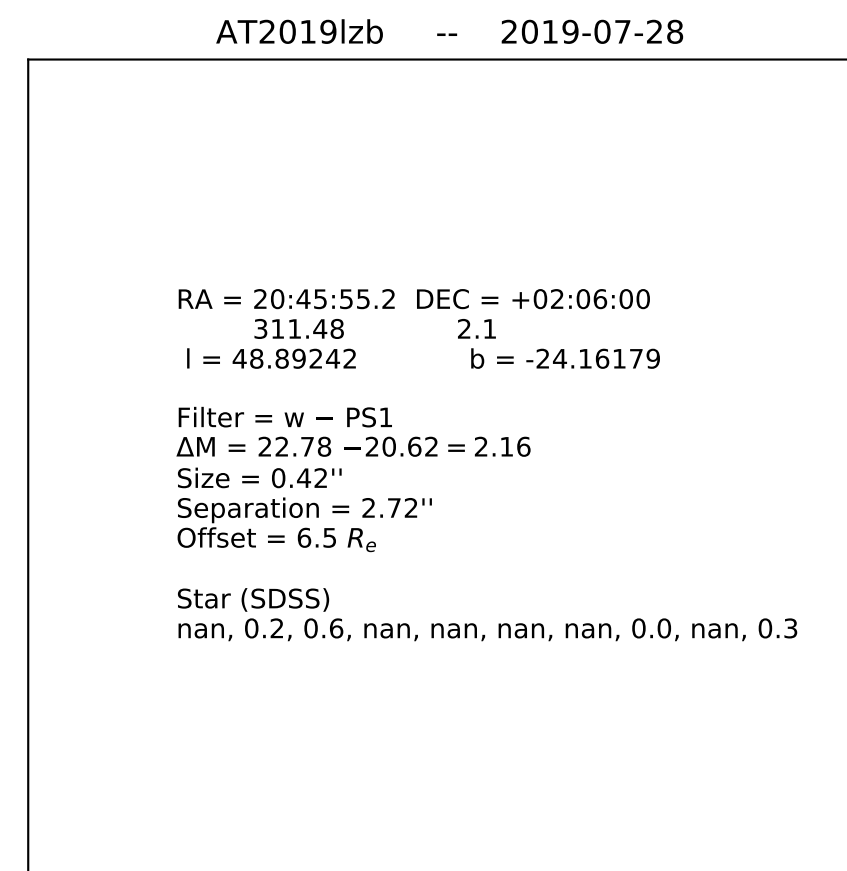 AT2019lzb -- 2019-07-28
RA = 20:45:55.2 DEC = +02:06:00
311.48 2.1
l = 48.89242 b = -24.16179
Filter = w − PS1
ΔM = 22.78 −20.62 = 2.16
Size = 0.42''
Separation = 2.72''
Offset = 6.5 Re
Star (SDSS)
nan, 0.2, 0.6, nan, nan, nan, nan, 0.0, nan, 0.3